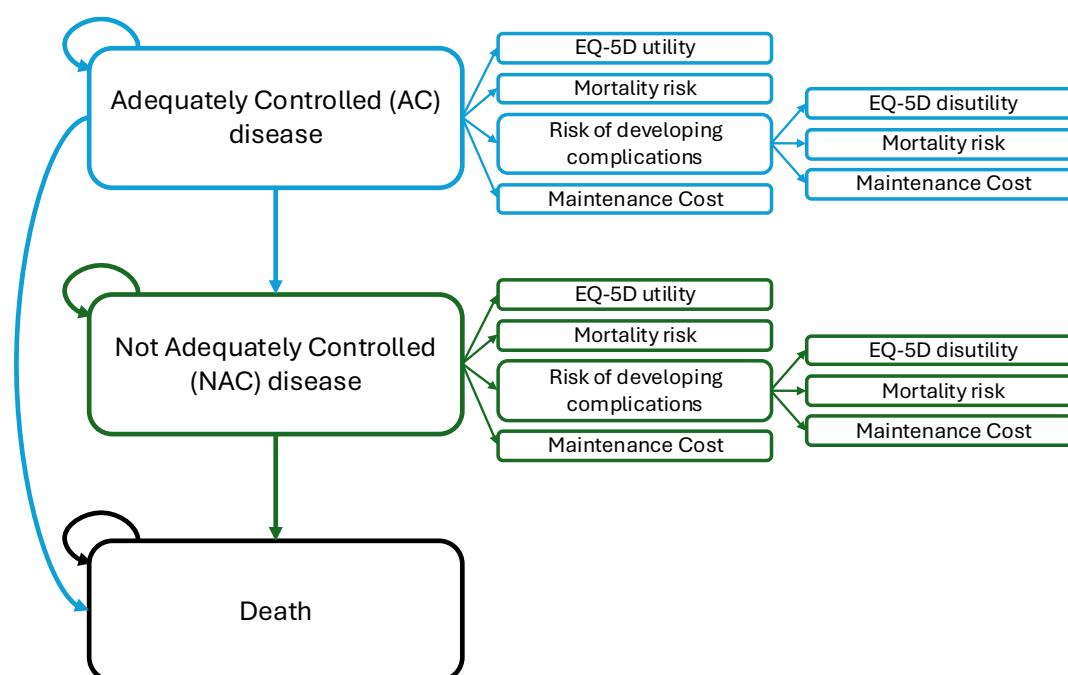 Adequately Controlled (AC)
disease
EQ-5D utility
Mortality risk
Risk of developing
complications
Maintenance Cost
EQ-5D disutility
Mortality risk
Maintenance Cost
Not Adequately Controlled
(NAC) disease
EQ-5D utility
Mortality risk
Risk of developing
complications
Maintenance Cost
EQ-5D disutility
Mortality risk
Maintenance Cost
Death